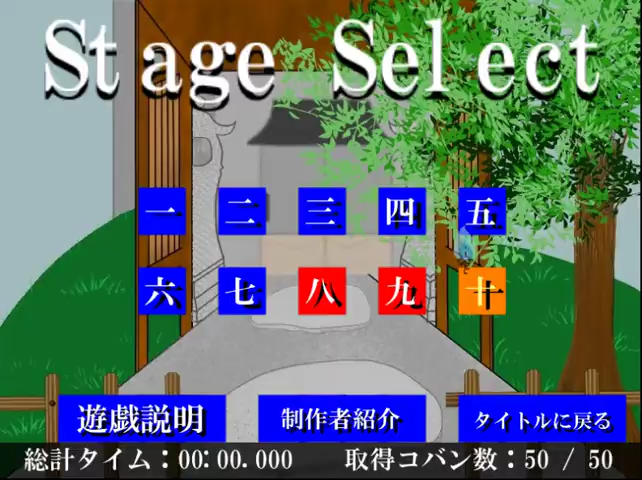 Stage Select
一 二 三 四 五
六 七 八 九 十
遊戯説明 制作者紹介 タイトルに戻る
総計タイム：00:00.000 取得コバン数：50 / 50